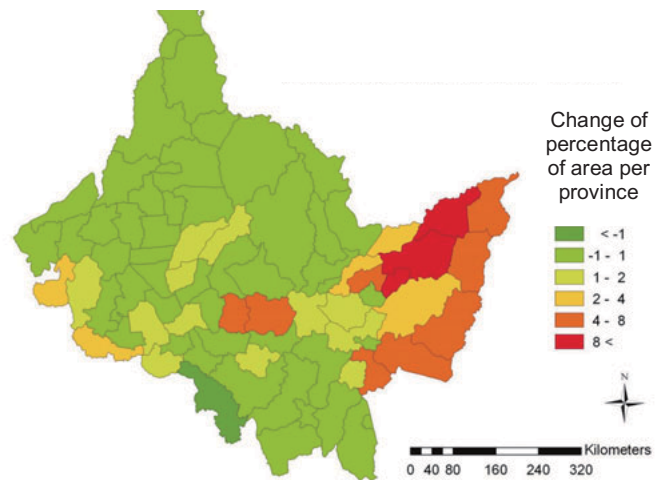 Change of
percentage
of area per
province
< -1
-1 - 1
1 - 2
2 - 4
4 - 8
8 <
N
Kilometers
0 40 80 160 240 320